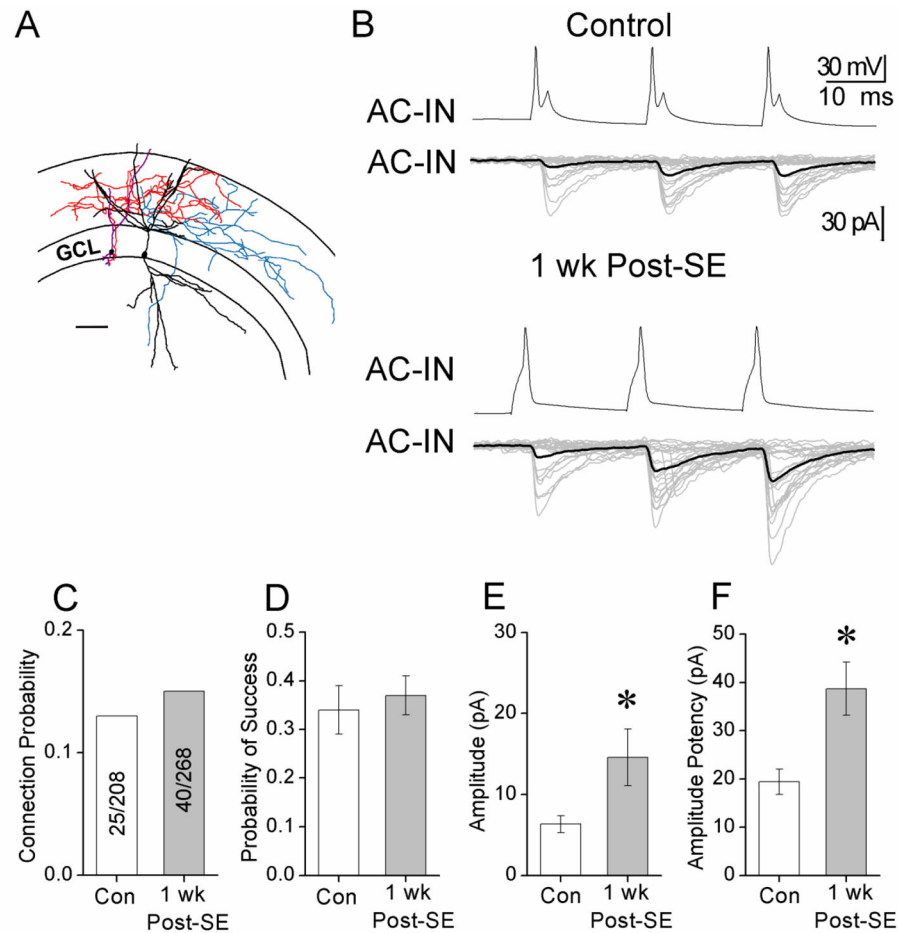 A
GCL
B
Control
30 mV
10 ms
AC-IN
AC-IN
30 pA
1 wk Post-SE
AC-IN
AC-IN
C
Connection Probability
0.2
0.1
0.0
25/208
40/268
Con
1 wk
Post-SE
D
Probability of Success
0.5
0.4
0.3
0.2
0.1
0.0
Con
1 wk
Post-SE
E
Amplitude (pA)
30
20
10
0
*
Con
1 wk
Post-SE
F
Amplitude Potency (pA)
50
40
30
20
10
0
*
Con
1 wk
Post-SE